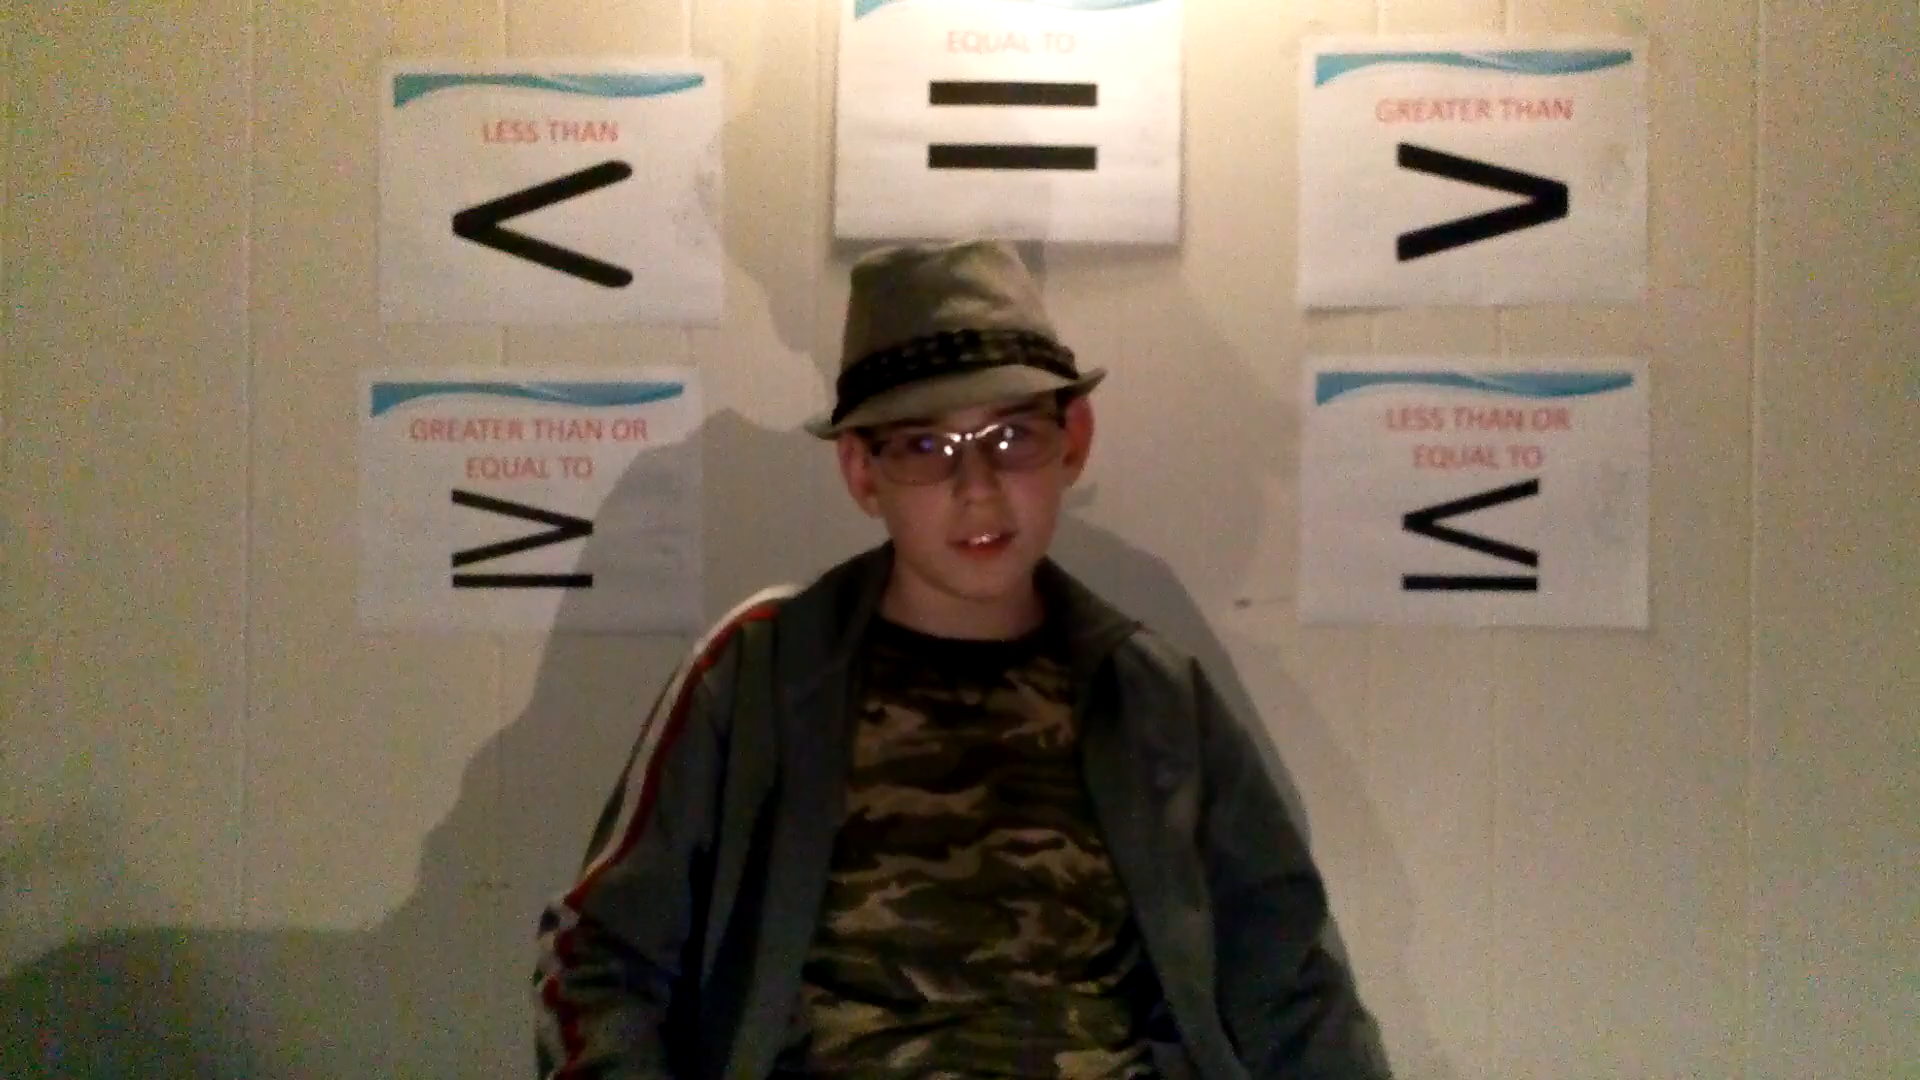 EQUAL TO
=
LESS THAN
<
GREATER THAN
>
GREATER THAN OR
EQUAL TO
≥
LESS THAN OR
EQUAL TO
≤